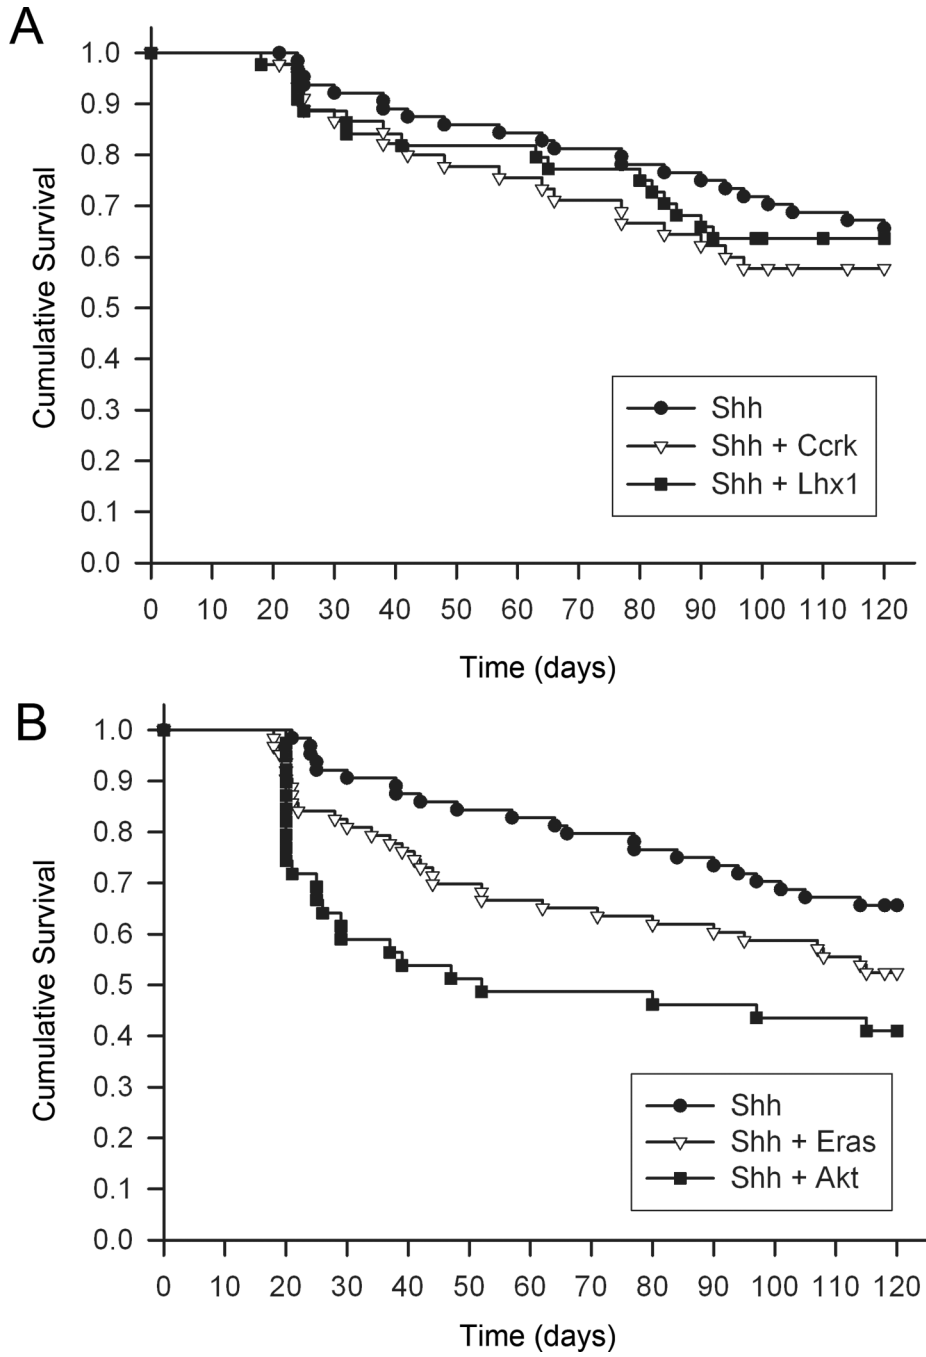 A
1.0
0.9
0.8
0.7
0.6
0.5
0.4
0.3
0.2
0.1
0.0
Cumulative Survival
Shh
Shh + Ccrk
Shh + Lhx1
0 10 20 30 40 50 60 70 80 90 100 110 120
Time (days)
B
1.0
0.9
0.8
0.7
0.6
0.5
0.4
0.3
0.2
0.1
0.0
Cumulative Survival
Shh
Shh + Eras
Shh + Akt
0 10 20 30 40 50 60 70 80 90 100 110 120
Time (days)